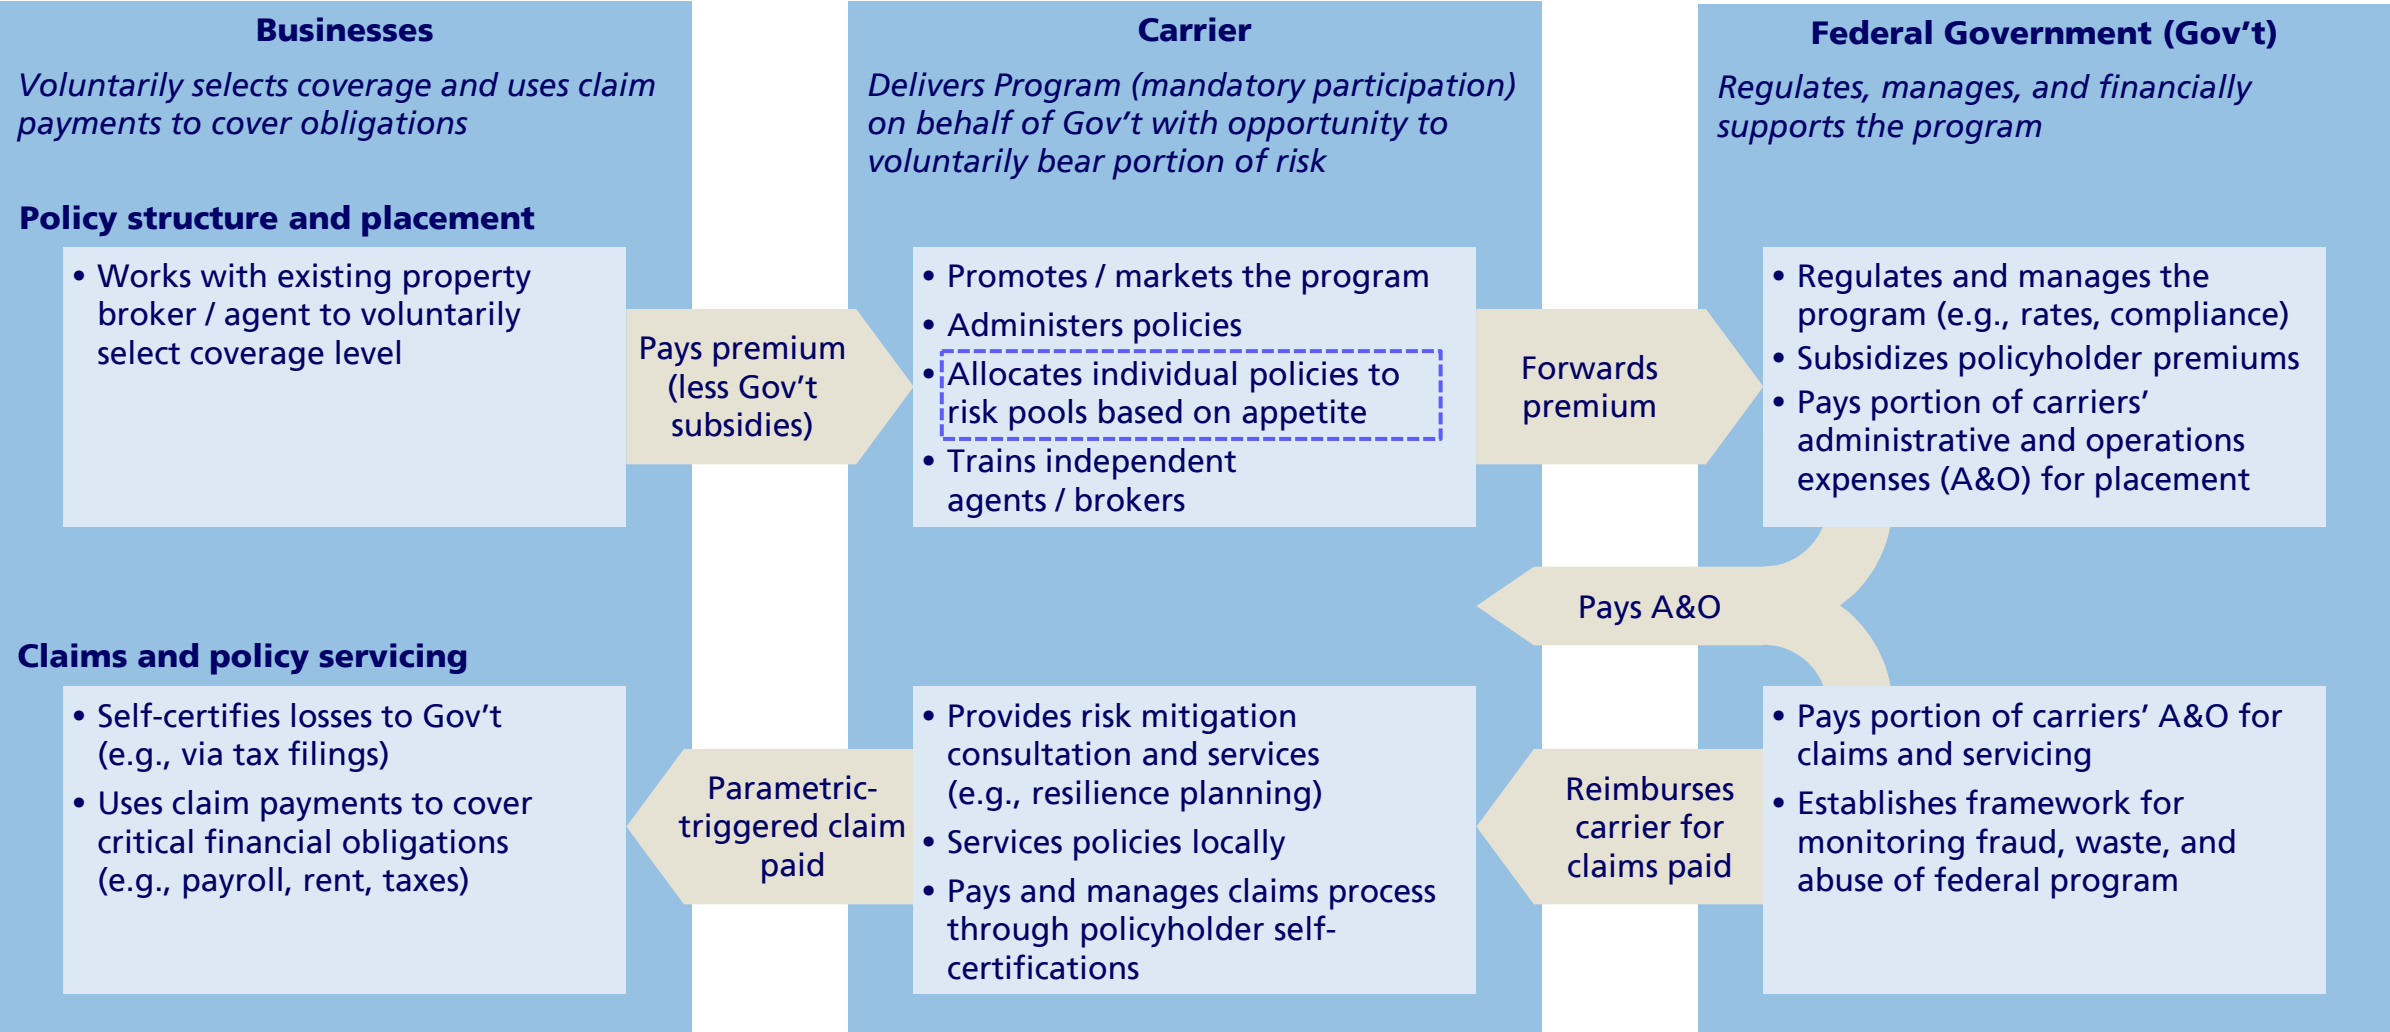 Businesses
Voluntarily selects coverage and uses claim
payments to cover obligations
Carrier
Delivers Program (mandatory participation)
on behalf of Gov’t with opportunity to
voluntarily bear portion of risk
Federal Government (Gov’t)
Regulates, manages, and financially
supports the program
Policy structure and placement
• Works with existing property
broker / agent to voluntarily
select coverage level
Pays premium
(less Gov’t
subsidies)
• Promotes / markets the program
• Administers policies
• Allocates individual policies to
risk pools based on appetite
• Trains independent
agents / brokers
Forwards
premium
• Regulates and manages the
program (e.g., rates, compliance)
• Subsidizes policyholder premiums
• Pays portion of carriers’
administrative and operations
expenses (A&O) for placement
Pays A&O
Claims and policy servicing
• Self-certifies losses to Gov’t
(e.g., via tax filings)
• Uses claim payments to cover
critical financial obligations
(e.g., payroll, rent, taxes)
Parametric-
triggered claim
paid
• Provides risk mitigation
consultation and services
(e.g., resilience planning)
• Services policies locally
• Pays and manages claims process
through policyholder self-
certifications
Reimburses
carrier for
claims paid
• Pays portion of carriers’ A&O for
claims and servicing
• Establishes framework for
monitoring fraud, waste, and
abuse of federal program